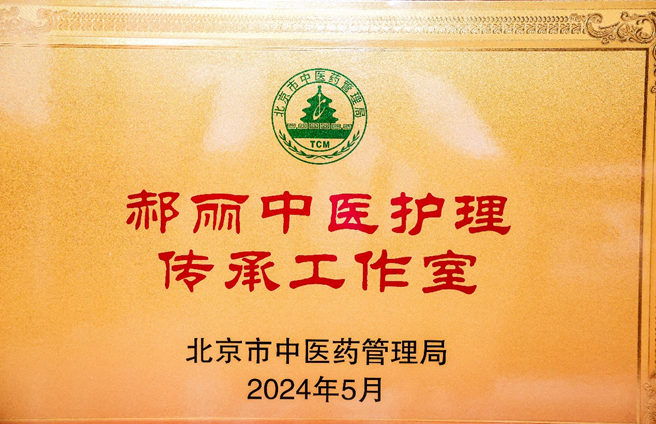 北京市中医药管理局
TCM
郝丽中医护理
传承工作室
北京市中医药管理局
2024年5月